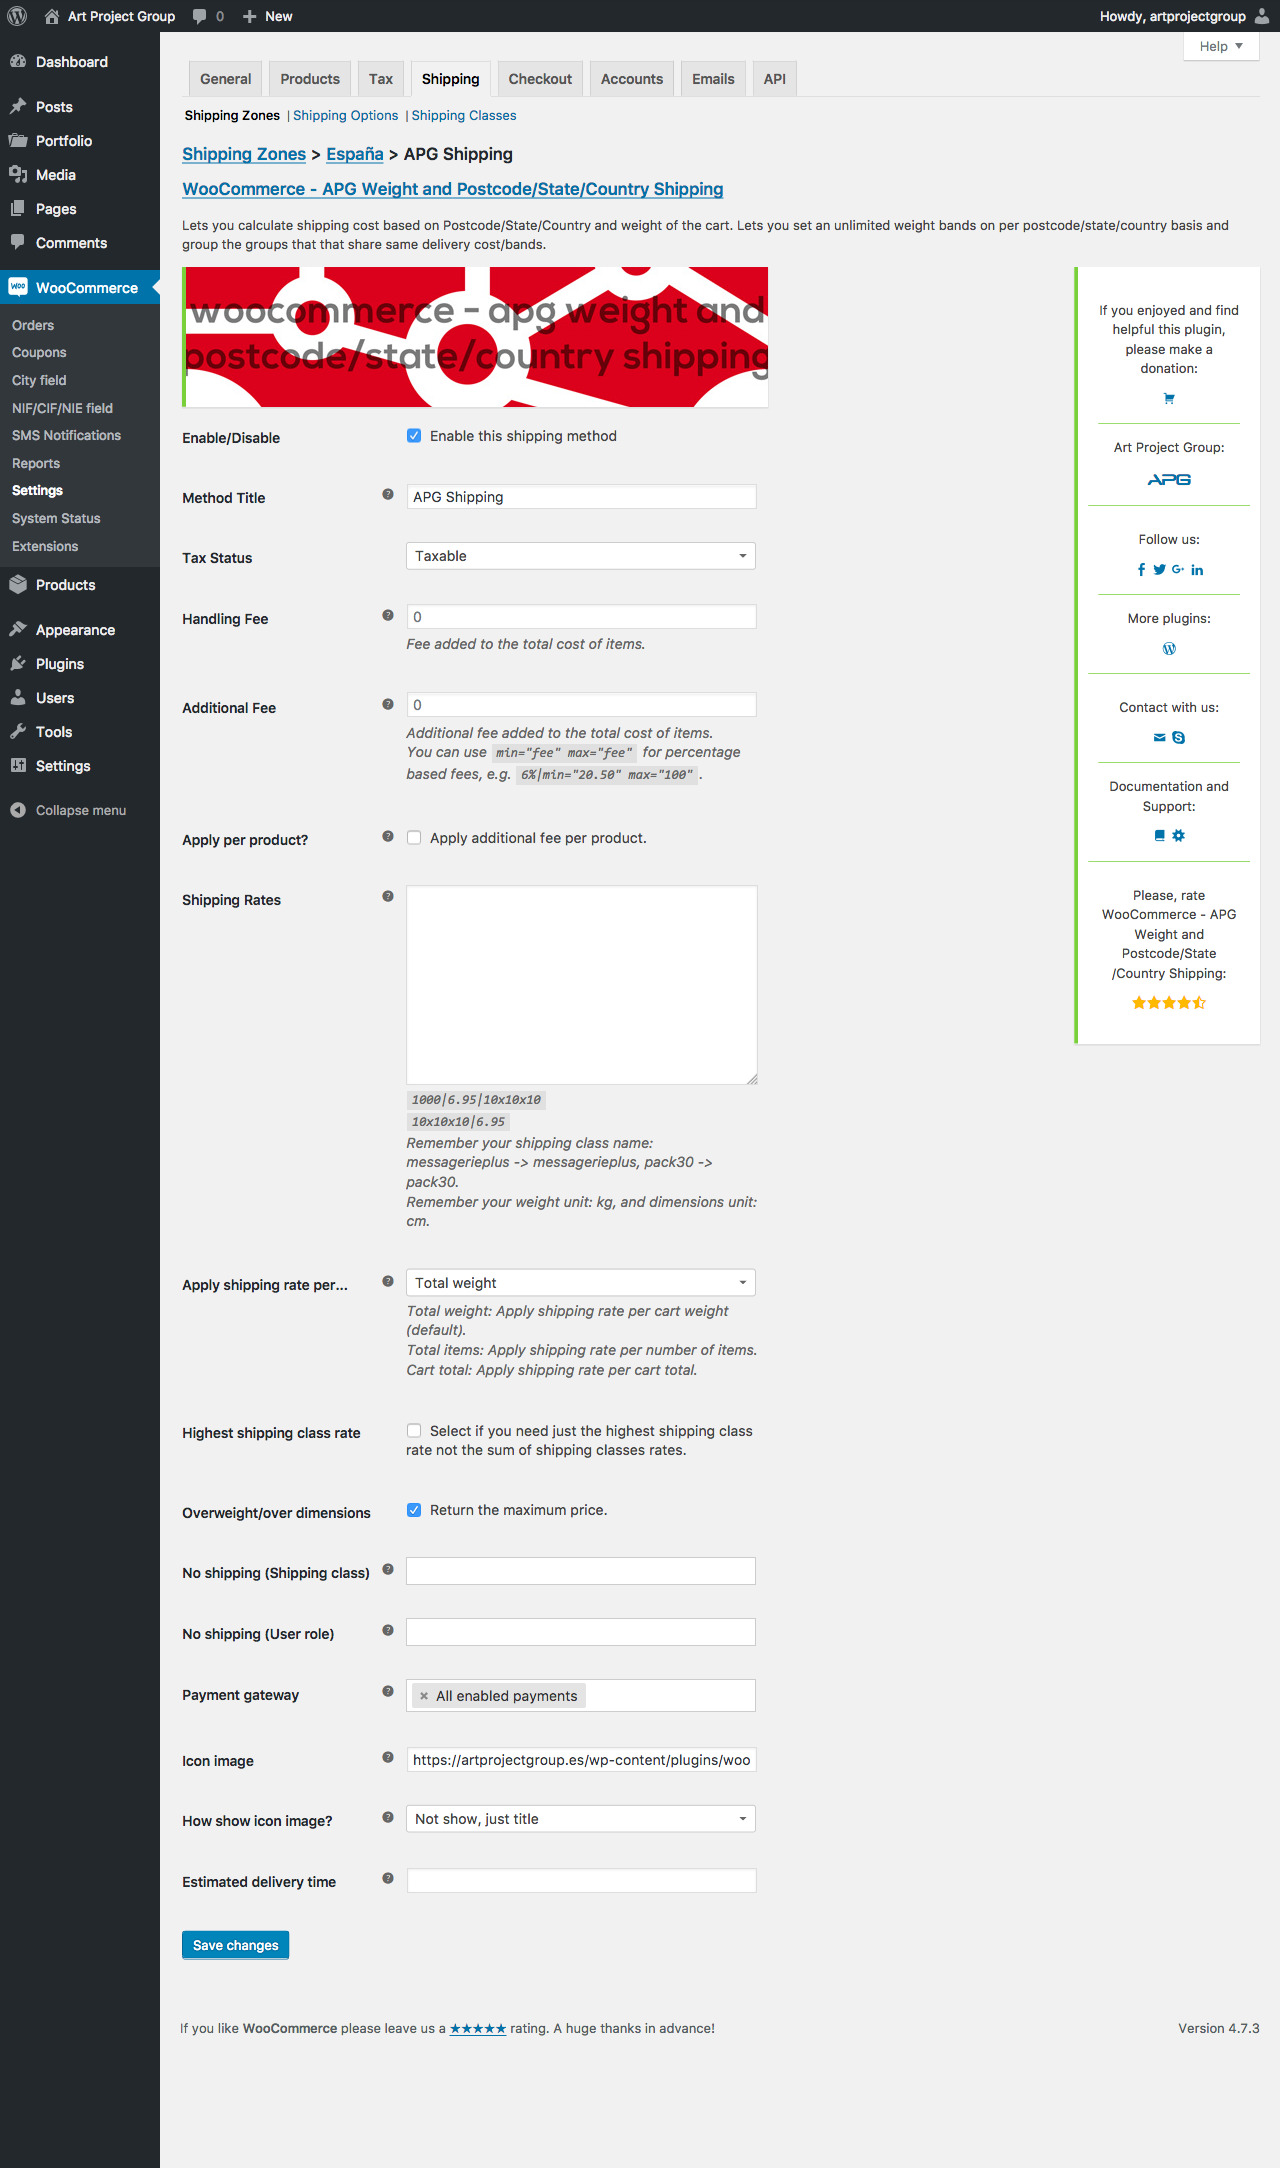 Art Project Group 0 New Howdy, artprojectgroup
Help
Dashboard
Posts
Portfolio
Media
Pages
Comments
WooCommerce
Orders
Coupons
City field
NIF/CIF/NIE field
SMS Notifications
Reports
Settings
System Status
Extensions
Products
Appearance
Plugins
Users
Tools
Settings
Collapse menu
General Products Tax Shipping Checkout Accounts Emails API
Shipping Zones | Shipping Options | Shipping Classes
Shipping Zones > España > APG Shipping
WooCommerce - APG Weight and Postcode/State/Country Shipping
Lets you calculate shipping cost based on Postcode/State/Country and weight of the cart. Lets you set an unlimited weight bands on per postcode/state/country basis and
group the groups that that share same delivery cost/bands.
woocommerce - apg weight and
postcode/state/country shipping
Enable/Disable Enable this shipping method
Method Title ? APG Shipping
Tax Status Taxable
Handling Fee ? 0
Fee added to the total cost of items.
Additional Fee ? 0
Additional fee added to the total cost of items.
You can use min="fee" max="fee" for percentage
based fees, e.g. 6%|min="20.50" max="100" .
Apply per product? ? Apply additional fee per product.
Shipping Rates ?
1000|6.95|10x10x10
10x10x10|6.95
Remember your shipping class name:
messagerieplus -> messagerieplus, pack30 ->
pack30.
Remember your weight unit: kg, and dimensions unit:
cm.
Apply shipping rate per... ? Total weight
Total weight: Apply shipping rate per cart weight
(default).
Total items: Apply shipping rate per number of items.
Cart total: Apply shipping rate per cart total.
Highest shipping class rate Select if you need just the highest shipping class
rate not the sum of shipping classes rates.
Overweight/over dimensions Return the maximum price.
No shipping (Shipping class) ?
No shipping (User role) ?
Payment gateway ? × All enabled payments
Icon image ? https://artprojectgroup.es/wp-content/plugins/woo
How show icon image? ? Not show, just title
Estimated delivery time ?
Save changes
If you enjoyed and find
helpful this plugin,
please make a
donation:
Art Project Group:
APG
Follow us:
More plugins:
Contact with us:
Documentation and
Support:
Please, rate
WooCommerce - APG
Weight and
Postcode/State
/Country Shipping:
If you like WooCommerce please leave us a ★★★★★ rating. A huge thanks in advance! Version 4.7.3